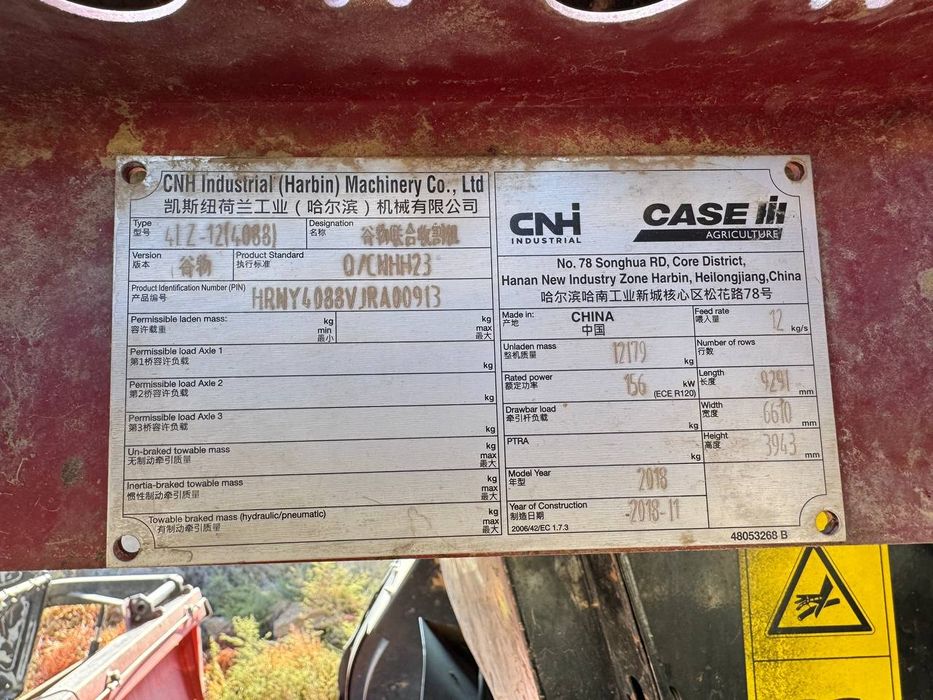 CNH Industrial (Harbin) Machinery Co., Ltd
凯斯纽荷兰工业（哈尔滨）机械有限公司
Type
型号
4LZ-12(4088)
Designation
名称
谷物联合收割机
Version
版本
谷物
Product Standard
执行标准
Q/CNHH23
Product Identification Number (PIN)
产品编号
HRNY4088VJRA00913
Permissible laden mass:
容许载重
kg
min
最小
kg
max
最大
Permissible load Axle 1
第1桥容许负载
kg
Permissible load Axle 2
第2桥容许负载
kg
Permissible load Axle 3
第3桥容许负载
kg
Un-braked towable mass
无制动牵引质量
kg
max
最大
Inertia-braked towable mass
惯性制动牵引质量
kg
max
最大
Towable braked mass (hydraulic/pneumatic)
有制动牵引质量
kg
max
最大
CNH
INDUSTRIAL
CASE IH
AGRICULTURE
No. 78 Songhua RD, Core District,
Hanan New Industry Zone Harbin, Heilongjiang,China
哈尔滨哈南工业新城核心区松花路78号
Made in:
产地
CHINA
中国
Feed rate
喂入量
12
kg/s
Unladen mass
整机质量
12179
kg
Number of rows
行数
Rated power
额定功率
156
kW
(ECE R120)
Length
长度
9291
mm
Drawbar load
牵引杆负载
kg
Width
宽度
6610
mm
PTRA
kg
Height
高度
3943
mm
Model Year
年型
2018
Year of Construction
制造日期
2018-11
2006/42/EC 1.7.3
48053268 B